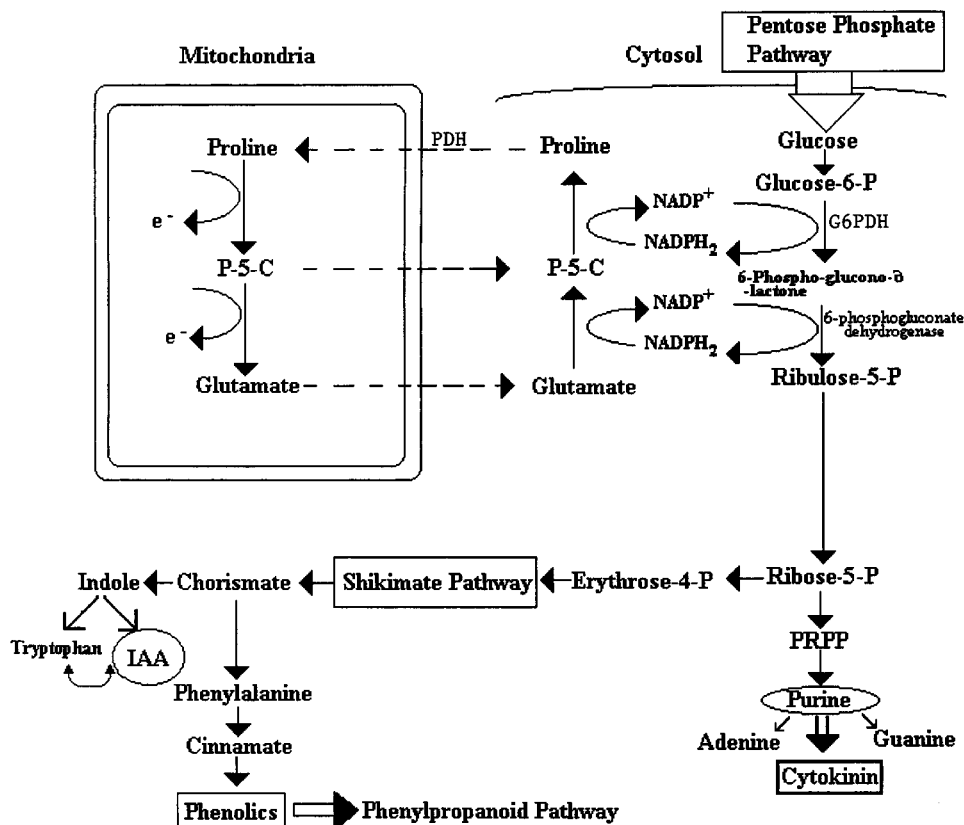 Pentose Phosphate
Pathway
Mitochondria
Cytosol
Glucose
Proline
PDH
Proline
Glucose-6-P
NADP+
e-
G6PDH
NADPH2
P-5-C
P-5-C
6-Phospho-glucono-∂
-lactone
NADP+
6-phosphogluconate
dehydrogenase
e-
NADPH2
Glutamate
Glutamate
Ribulose-5-P
Indole
Chorismate
Shikimate Pathway
Erythrose-4-P
Ribose-5-P
Tryptophan
IAA
PRPP
Phenylalanine
Purine
Cinnamate
Adenine
Guanine
Cytokinin
Phenolics
Phenylpropanoid Pathway